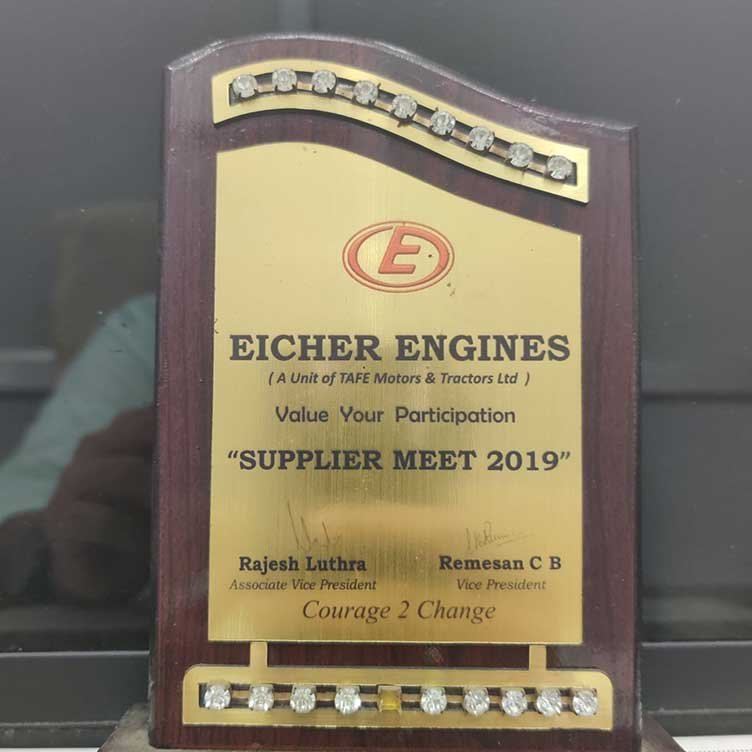 E
EICHER ENGINES
( A Unit of TAFE Motors & Tractors Ltd )
Value Your Participation
“SUPPLIER MEET 2019”
Rajesh Luthra Remesan C B
Associate Vice President Vice President
Courage 2 Change